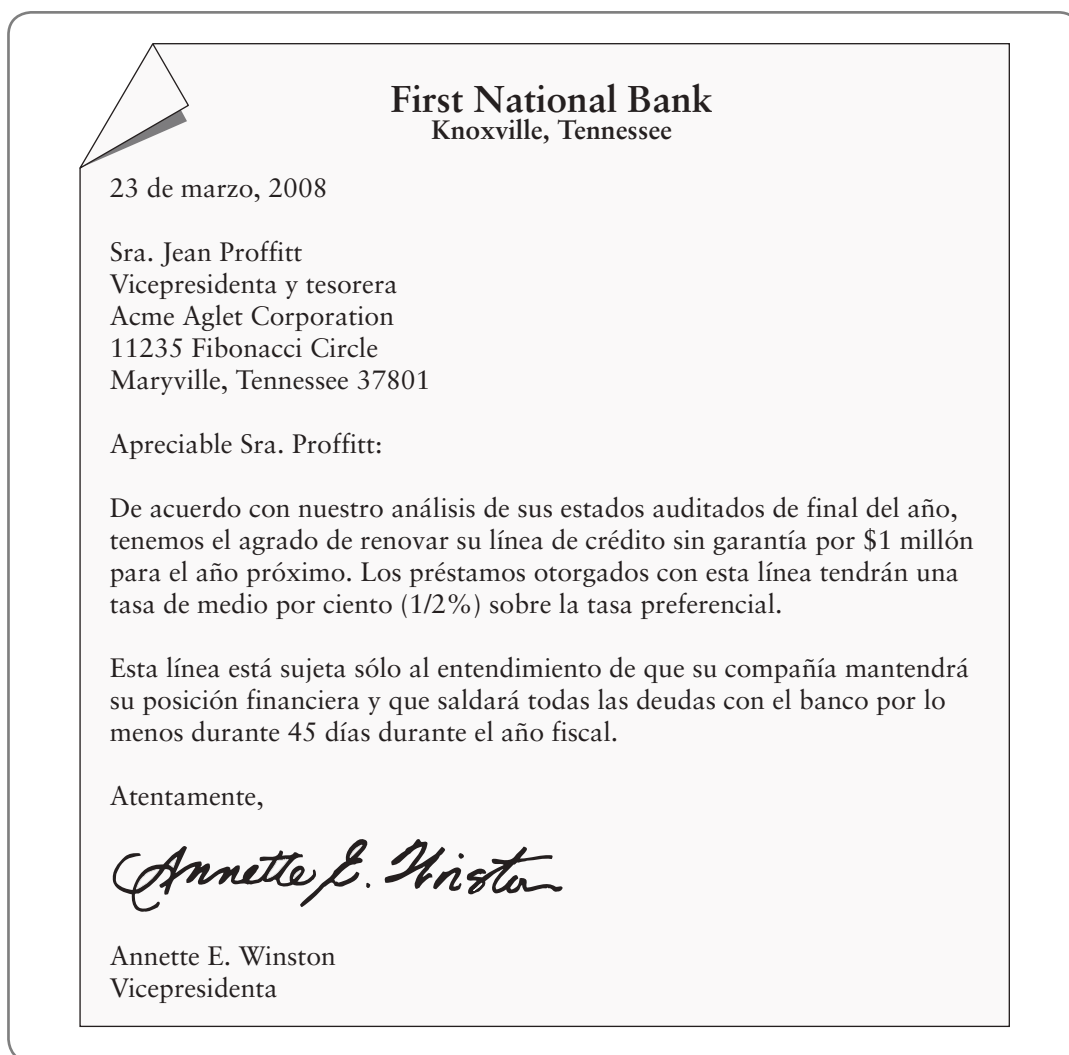 First National Bank
Knoxville, Tennessee
23 de marzo, 2008
Sra. Jean Proffitt
Vicepresidenta y tesorera
Acme Aglet Corporation
11235 Fibonacci Circle
Maryville, Tennessee 37801
Apreciable Sra. Proffitt:
De acuerdo con nuestro análisis de sus estados auditados de final del año,
tenemos el agrado de renovar su línea de crédito sin garantía por $1 millón
para el año próximo. Los préstamos otorgados con esta línea tendrán una
tasa de medio por ciento (1/2%) sobre la tasa preferencial.
Esta línea está sujeta sólo al entendimiento de que su compañía mantendrá
su posición financiera y que saldará todas las deudas con el banco por lo
menos durante 45 días durante el año fiscal.
Atentamente,
Annette E. Winston
Annette E. Winston
Vicepresidenta